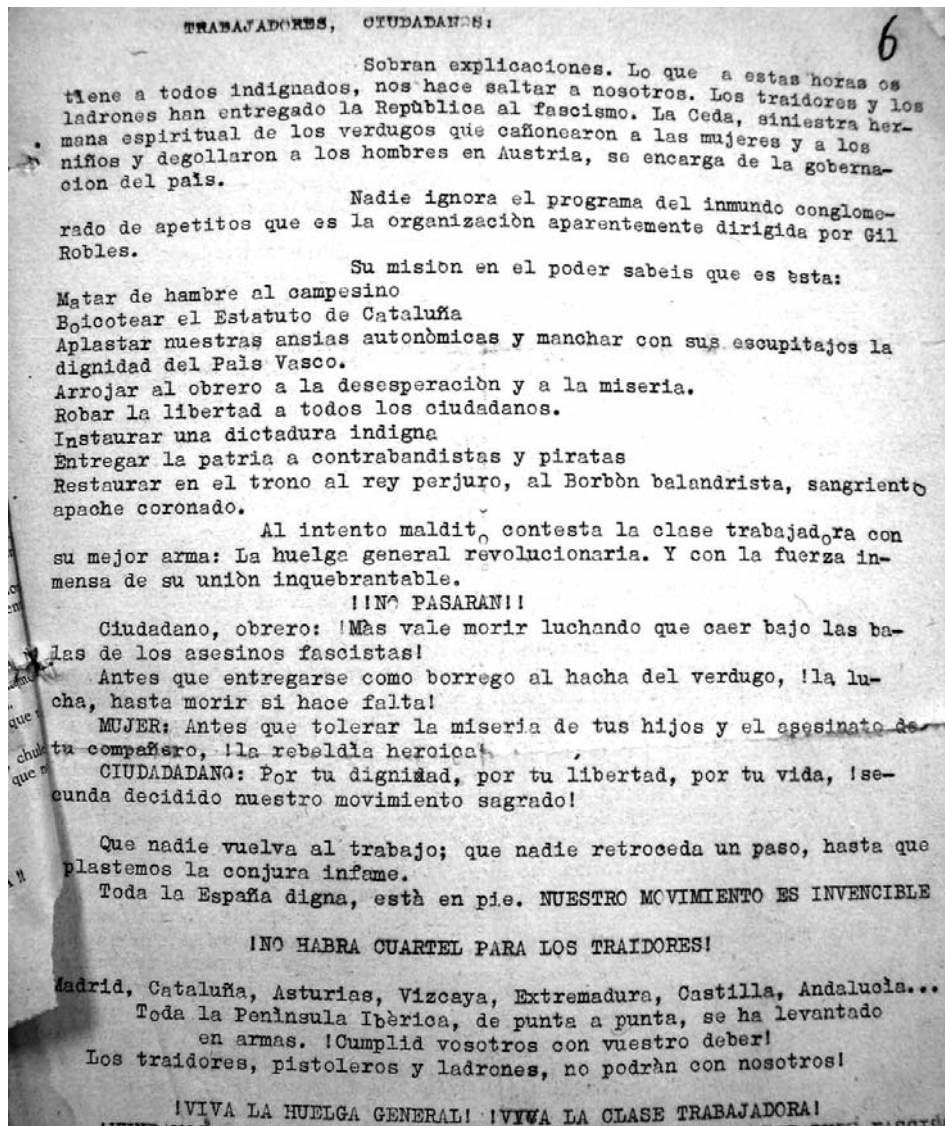 TRABAJADORES, CIUDADANOS:
6
Sobran explicaciones. Lo que a estas horas os
tiene a todos indignados, nos hace saltar a nosotros. Los traidores y los
ladrones han entregado la Repùblica al fascismo. La Ceda, siniestra her-
mana espiritual de los verdugos que cañonearon a las mujeres y a los
niños y degollaron a los hombres en Austria, se encarga de la goberna-
cion del paìs.
Nadie ignora el programa del inmundo conglome-
rado de apetitos que es la organizaciòn aparentemente dirigida por Gil
Robles.
Su misiòn en el poder sabeis que es èsta:
Matar de hambre al campesino
Boicotear el Estatuto de Cataluña
Aplastar nuestras ansias autonòmicas y manchar con sus escupitajos la
dignidad del Paìs Vasco.
Arrojar al obrero a la desesperaciòn y a la miseria.
Robar la libertad a todos los ciudadanos.
Instaurar una dictadura indigna
Entregar la patria a contrabandistas y piratas
Restaurar en el trono al rey perjuro, al Borbòn balandrista, sangriento
apache coronado.
Al intento maldito contesta la clase trabajadora con
su mejor arma: La huelga general revolucionaria. Y con la fuerza in-
mensa de su uniòn inquebrantable.
!!NO PASARAN!!
Ciudadano, obrero: !Màs vale morir luchando que caer bajo las ba-
las de los asesinos fascistas!
Antes que entregarse como borrego al hacha del verdugo, !la lu-
cha, hasta morir si hace falta!
MUJER: Antes que tolerar la miseria de tus hijos y el asesinato de
tu compañero, !la rebeldìa heroica!
CIUDADADANO: Por tu dignidad, por tu libertad, por tu vida, !se-
cunda decidido nuestro movimiento sagrado!
Que nadie vuelva al trabajo; que nadie retroceda un paso, hasta que
plastemos la conjura infame.
Toda la España digna, està en pie. NUESTRO MOVIMIENTO ES INVENCIBLE
!NO HABRA CUARTEL PARA LOS TRAIDORES!
Madrid, Cataluña, Asturias, Vizcaya, Extremadura, Castilla, Andalucìa...
Toda la Penìnsula Ibèrica, de punta a punta, se ha levantado
en armas. !Cumplid vosotros con vuestro deber!
Los traidores, pistoleros y ladrones, no podràn con nosotros!
!VIVA LA HUELGA GENERAL! !VIVA LA CLASE TRABAJADORA!
que
chul
que